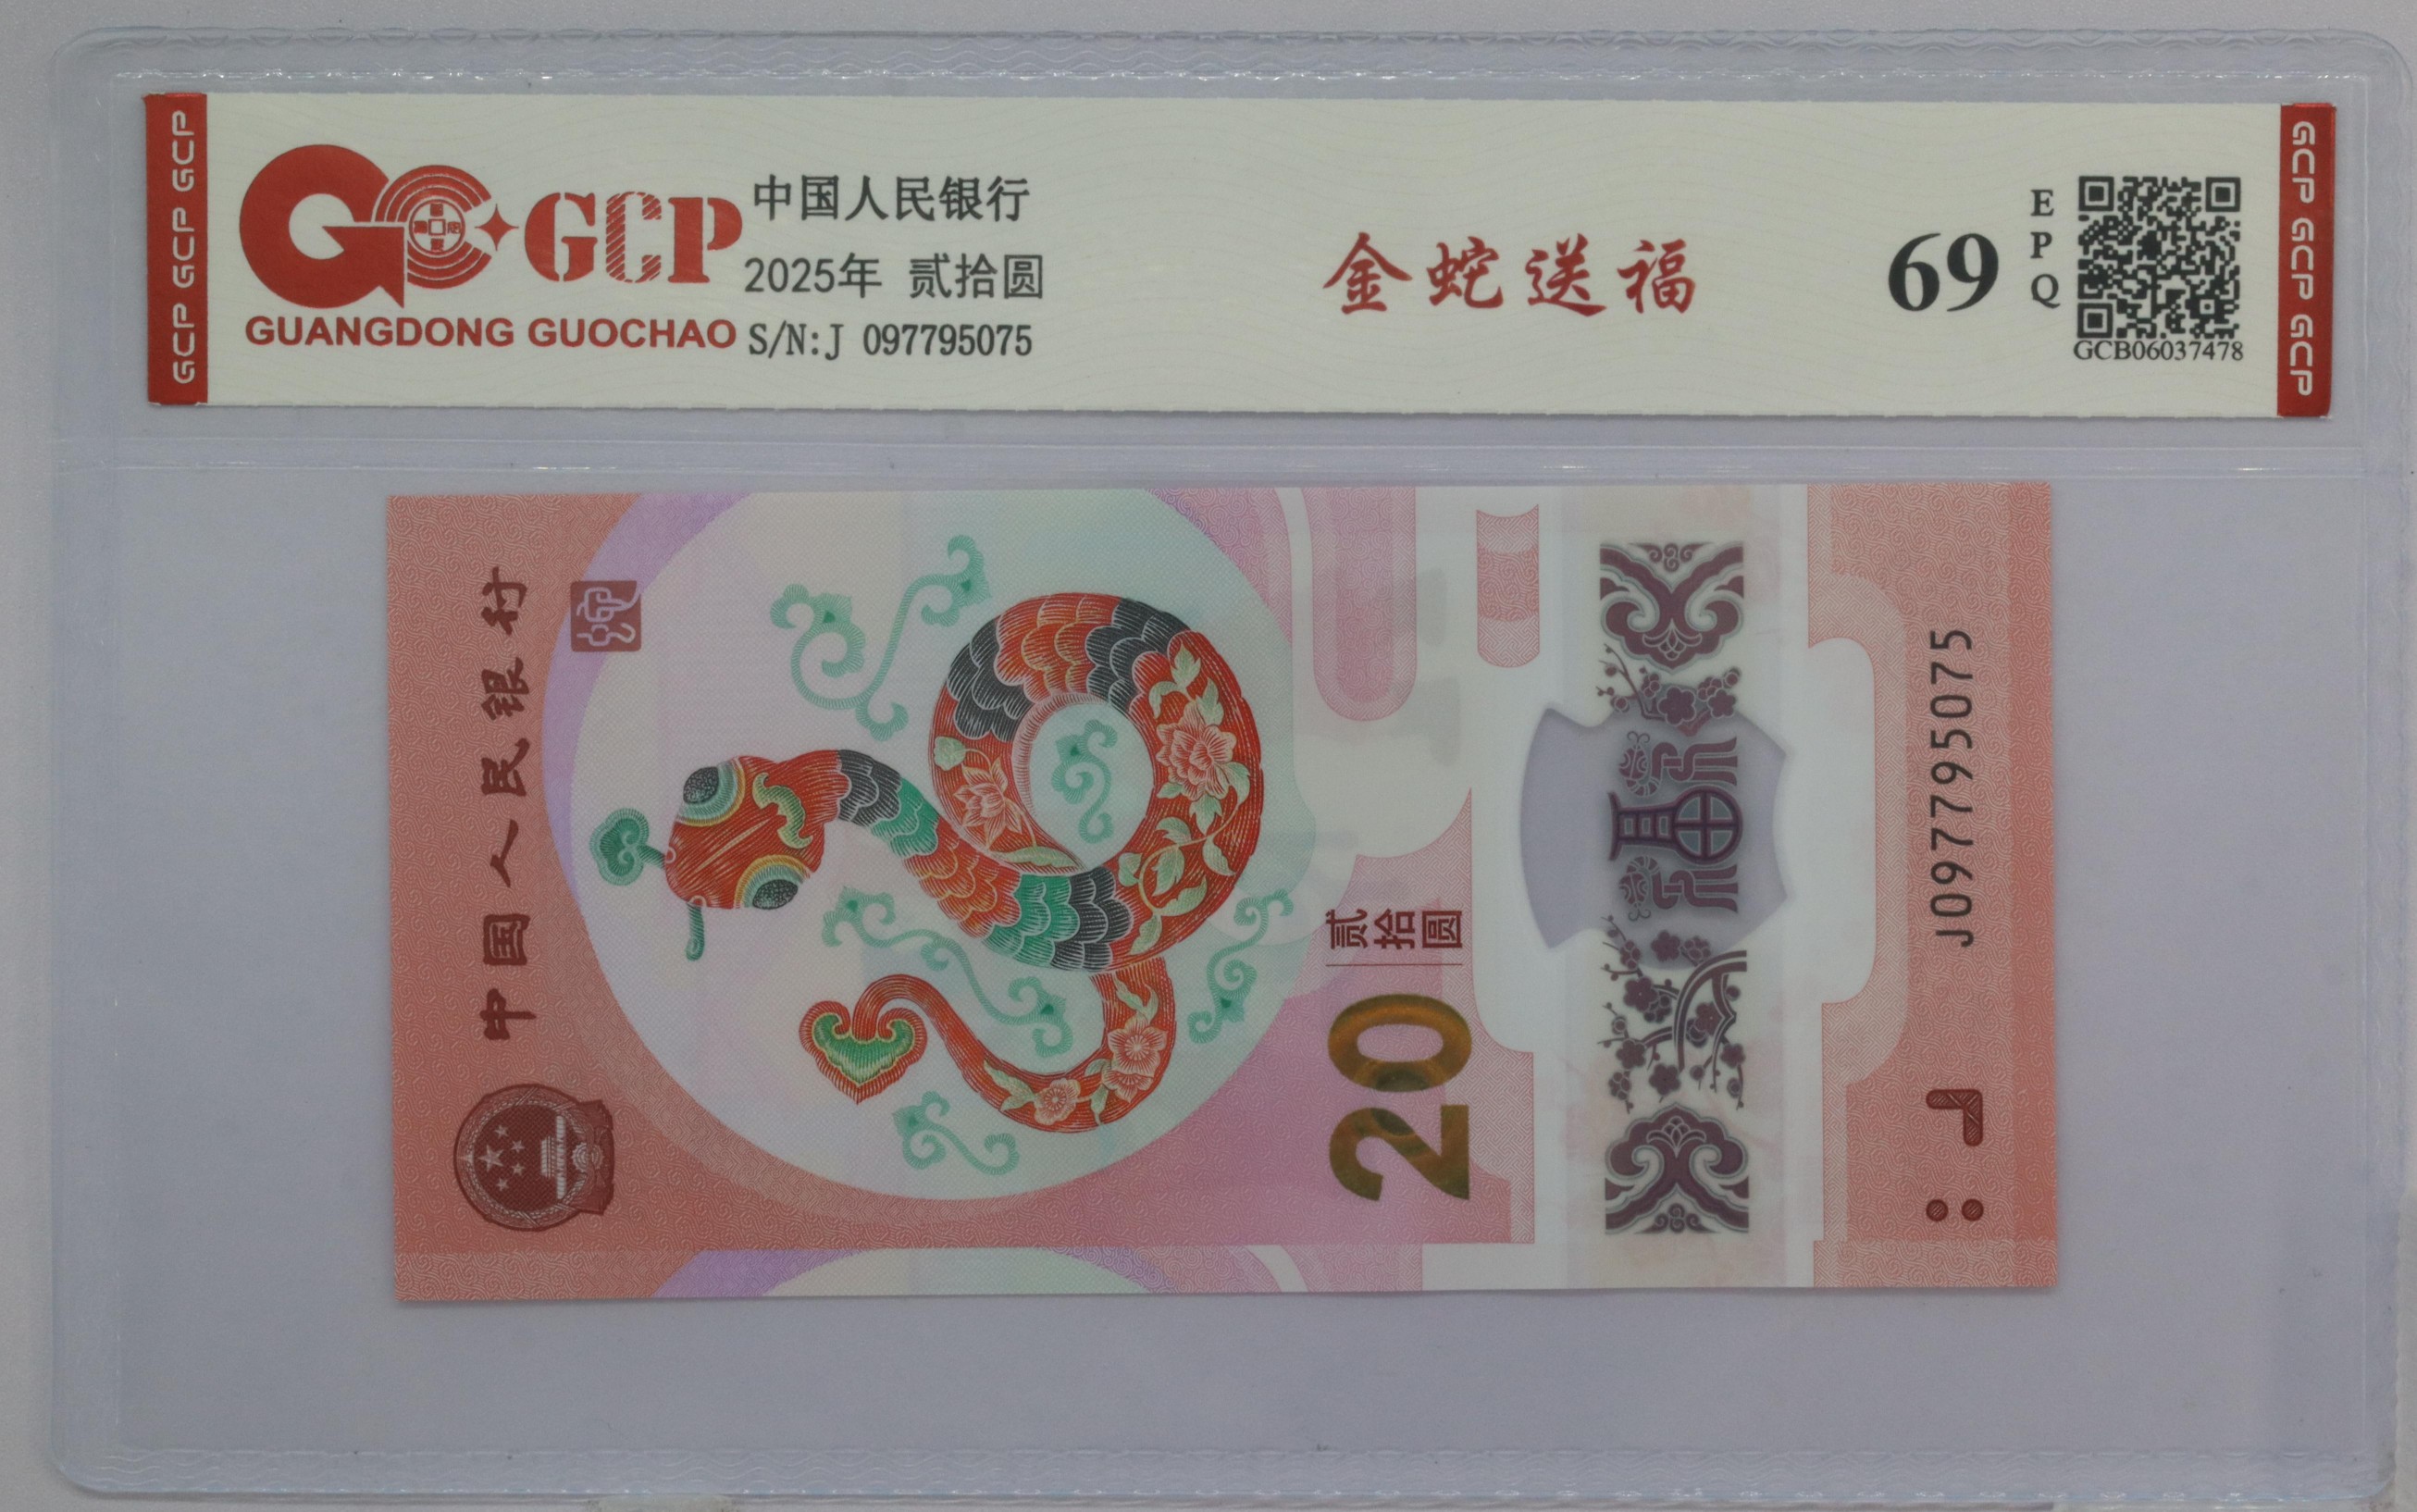 GCP GCP GCP
GCP
GUANGDONG GUOCHAO
中国人民银行
2025年 贰拾圆
S/N:J 097795075
金蛇送福
69
EPQ
GCB06037478
GCP GCP GCP
中国人民银行
20
贰拾圆
福
J097795075